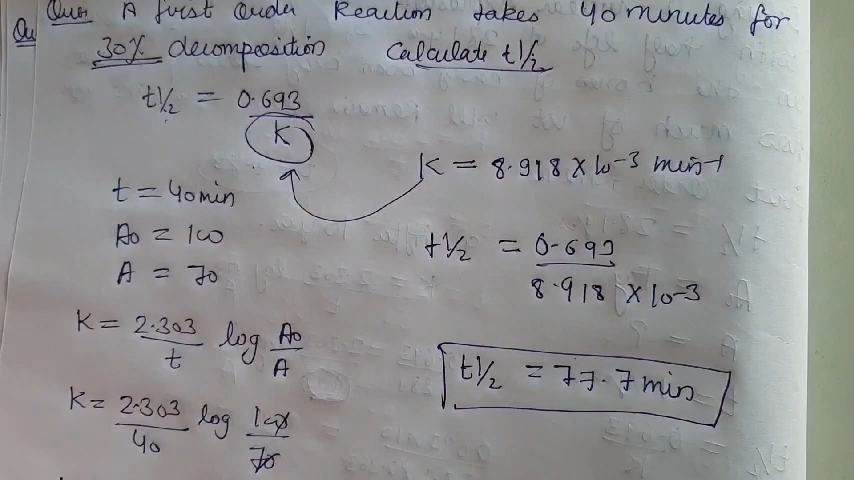 Qu Ques A first Order Reaction takes 40 minutes for
30% decomposition Calculate t1/2
t1/2 = 0.693
K
K = 8.918 X 10-3 min-1
t = 40min
A0 = 100
A = 70
t1/2 = 0.693
8.918 X 10-3
K = 2.303 log A0
t A
t1/2 = 77.7 min
K = 2.303 log 100
40 70